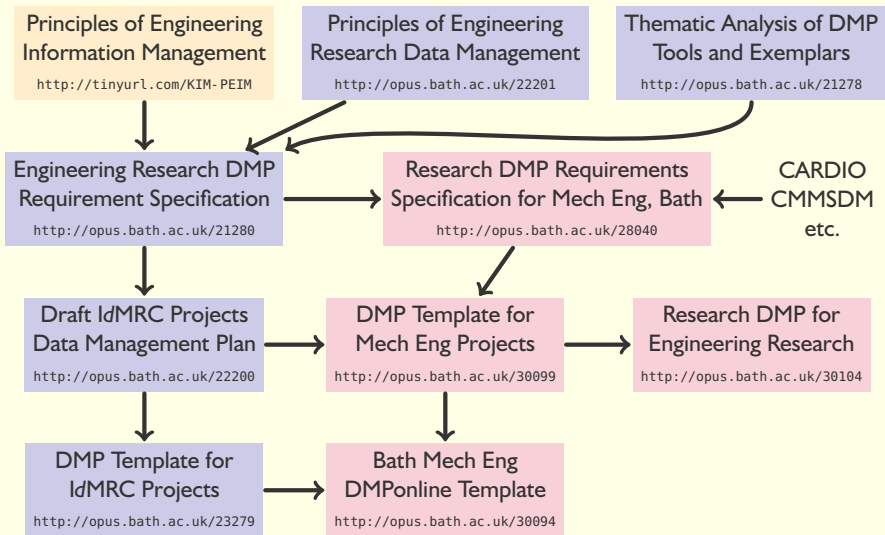 Principles of Engineering
Information Management
http://tinyurl.com/KIM-PEIM
Principles of Engineering
Research Data Management
http://opus.bath.ac.uk/22201
Thematic Analysis of DMP
Tools and Exemplars
http://opus.bath.ac.uk/21278
Engineering Research DMP
Requirement Specification
http://opus.bath.ac.uk/21280
Research DMP Requirements
Specification for Mech Eng, Bath
http://opus.bath.ac.uk/28040
CARDIO
CMMSDM
etc.
Draft IdMRC Projects
Data Management Plan
http://opus.bath.ac.uk/22200
DMP Template for
Mech Eng Projects
http://opus.bath.ac.uk/30099
Research DMP for
Engineering Research
http://opus.bath.ac.uk/30104
DMP Template for
IdMRC Projects
http://opus.bath.ac.uk/23279
Bath Mech Eng
DMPonline Template
http://opus.bath.ac.uk/30094